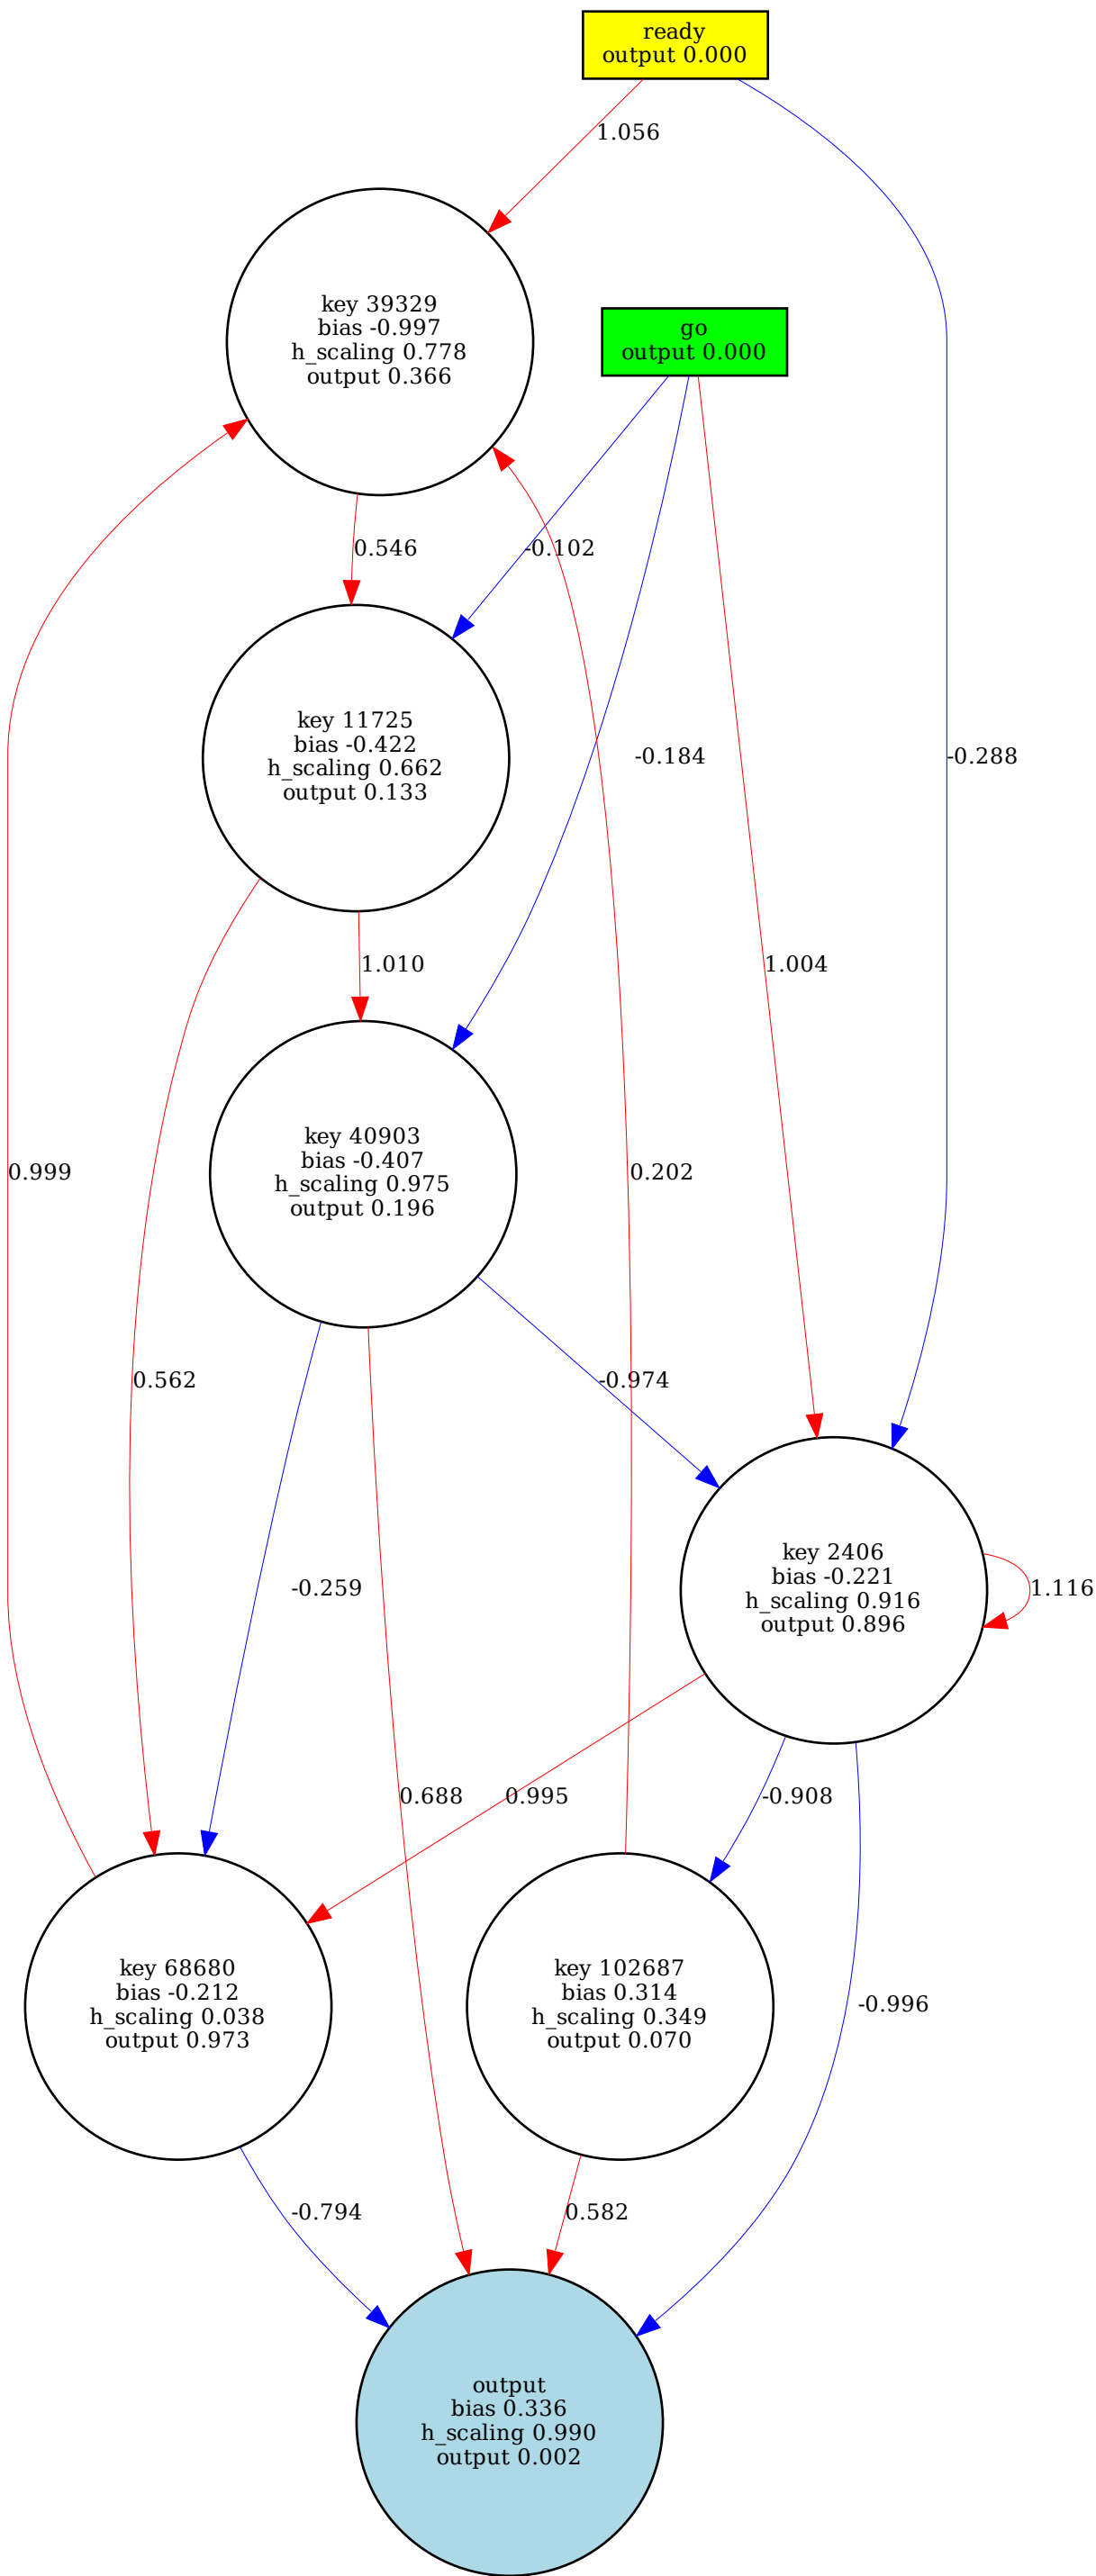 ready
output 0.000
1.056
key 39329
bias -0.997
h_scaling 0.778
output 0.366
go
output 0.000
0.546
-0.102
key 11725
bias -0.422
h_scaling 0.662
output 0.133
-0.184
-0.288
1.010
1.004
key 40903
bias -0.407
h_scaling 0.975
output 0.196
0.999
0.202
0.562
-0.974
key 2406
bias -0.221
h_scaling 0.916
output 0.896
-0.259
1.116
0.688
0.995
-0.908
key 68680
bias -0.212
h_scaling 0.038
output 0.973
key 102687
bias 0.314
h_scaling 0.349
output 0.070
-0.996
-0.794
0.582
output
bias 0.336
h_scaling 0.990
output 0.002